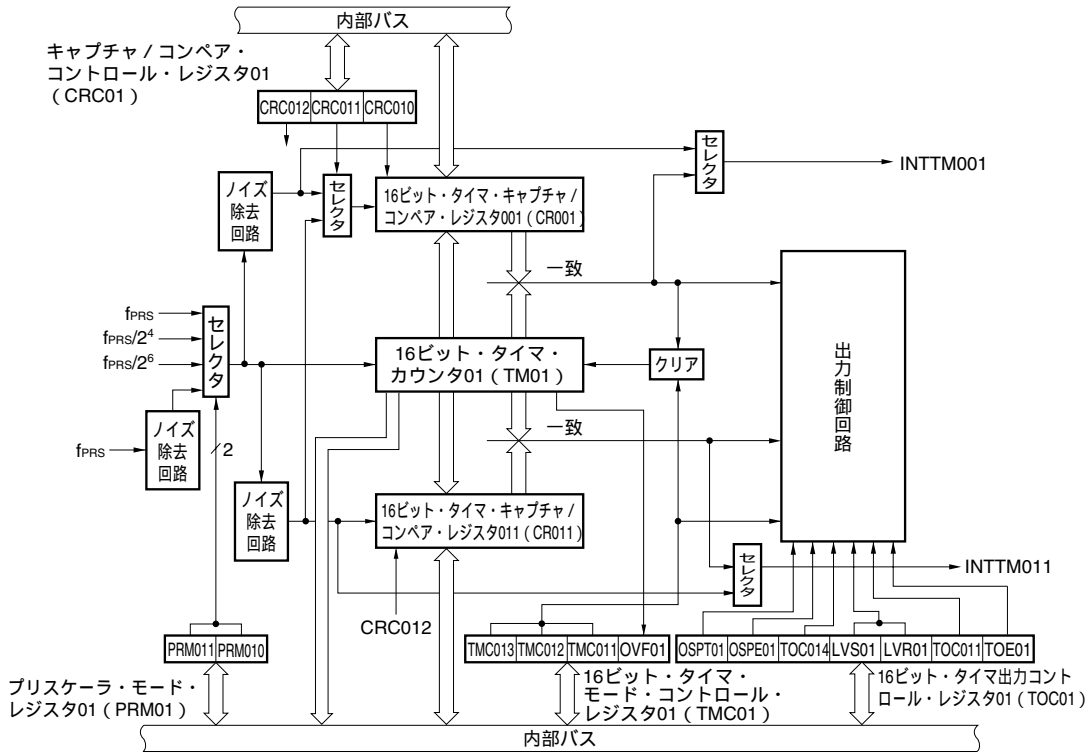 内部バス
キャプチャ / コンペア・
コントロール・レジスタ01
( CRC01 )
CRC012 CRC011 CRC010
セレクタ
INTTM001
ノイズ
除去
回路
セレクタ
16ビット・タイマ・キャプチャ /
コンペア・レジスタ001 ( CR001 )
一致
fPRS
fPRS/2⁴
fPRS/2⁶
セレクタ
16ビット・タイマ・
カウンタ01 ( TM01 )
クリア
出力制御回路
fPRS
ノイズ
除去
回路
2
一致
ノイズ
除去
回路
16ビット・タイマ・キャプチャ /
コンペア・レジスタ011 ( CR011 )
セレクタ
INTTM011
CRC012
PRM011 PRM010
TMC013 TMC012 TMC011 OVF01
OSPT01 OSPE01 TOC014 LVS01 LVR01 TOC011 TOE01
プリスケーラ・モード・
レジスタ01 ( PRM01 )
16ビット・タイマ・
モード・コントロール・
レジスタ01 ( TMC01 )
16ビット・タイマ出力コント
ロール・レジスタ01 ( TOC01 )
内部バス